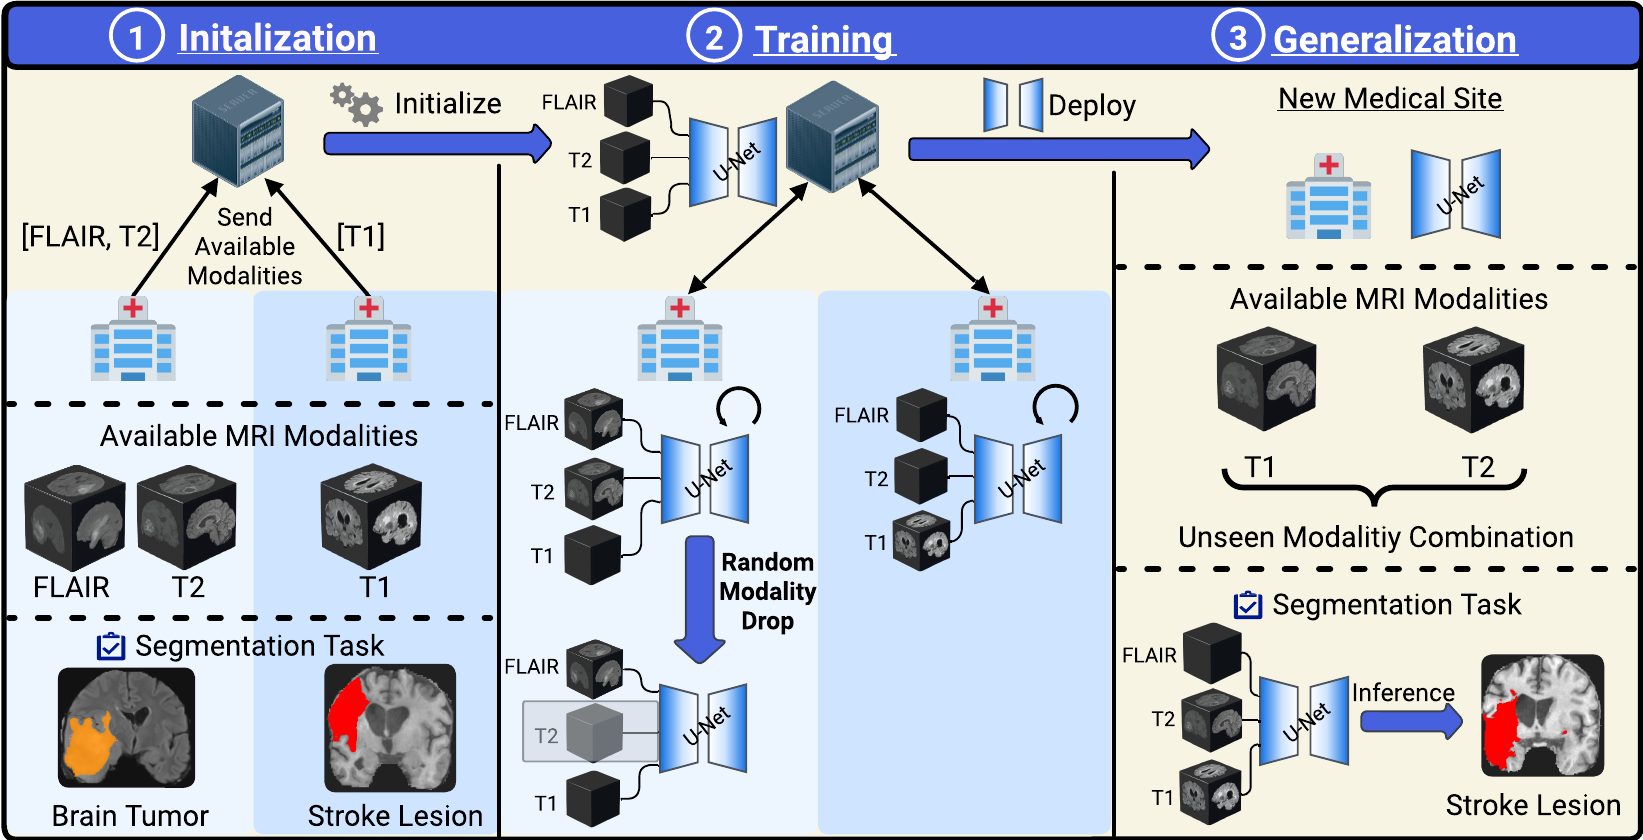 1 Initalization
SERVER
Initialize
[FLAIR, T2]
Send
Available
Modalities
[T1]
Available MRI Modalities
FLAIR
T2
T1
Segmentation Task
Brain Tumor
Stroke Lesion
2 Training
FLAIR
T2
T1
U-Net
SERVER
FLAIR
T2
T1
U-Net
FLAIR
T2
T1
U-Net
Random
Modality
Drop
FLAIR
T2
T1
U-Net
Deploy
3 Generalization
New Medical Site
U-Net
Available MRI Modalities
T1
T2
Unseen Modalitiy Combination
Segmentation Task
FLAIR
T2
T1
U-Net
Inference
Stroke Lesion